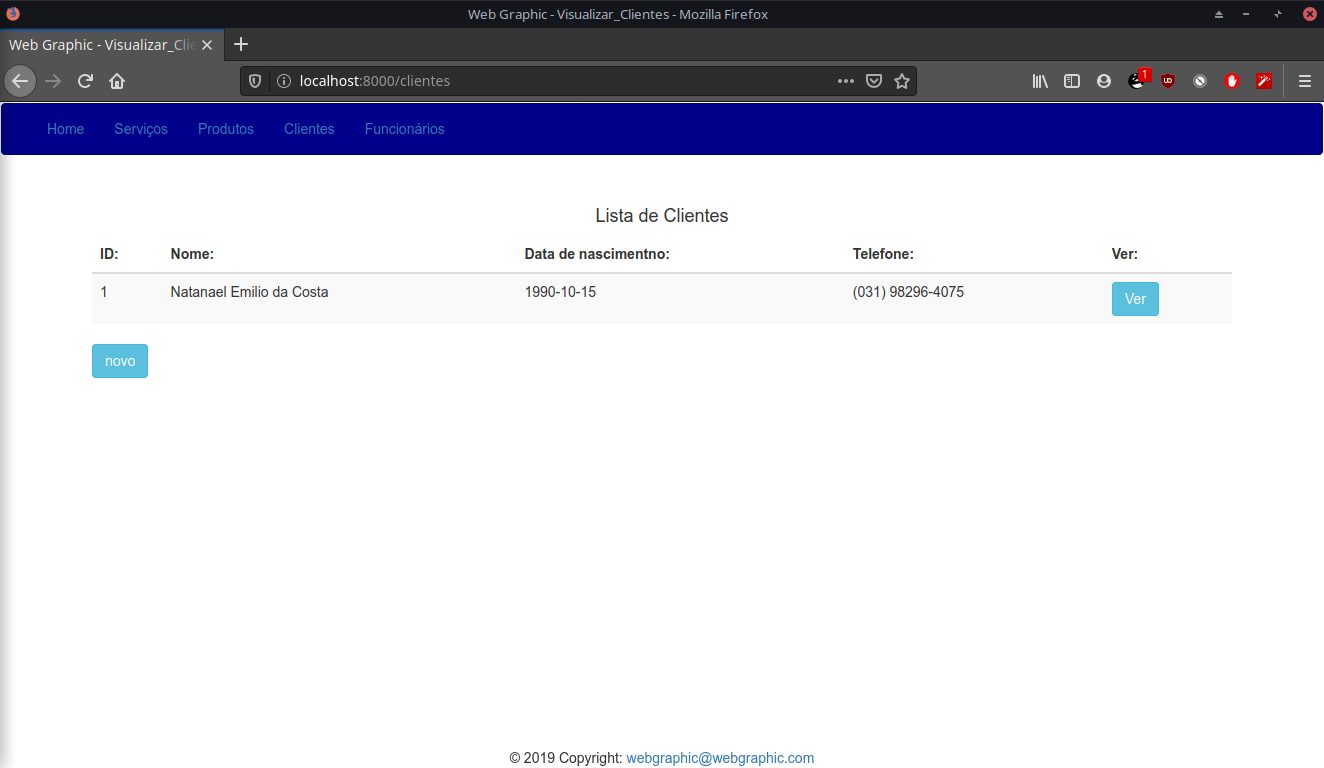 Web Graphic - Visualizar_Clientes - Mozilla Firefox
Web Graphic - Visualizar_Clie
localhost:8000/clientes
1
Home Serviços Produtos Clientes Funcionários
Lista de Clientes
ID: Nome: Data de nascimentno: Telefone: Ver:
1 Natanael Emilio da Costa 1990-10-15 (031) 98296-4075 Ver
novo
© 2019 Copyright: webgraphic@webgraphic.com